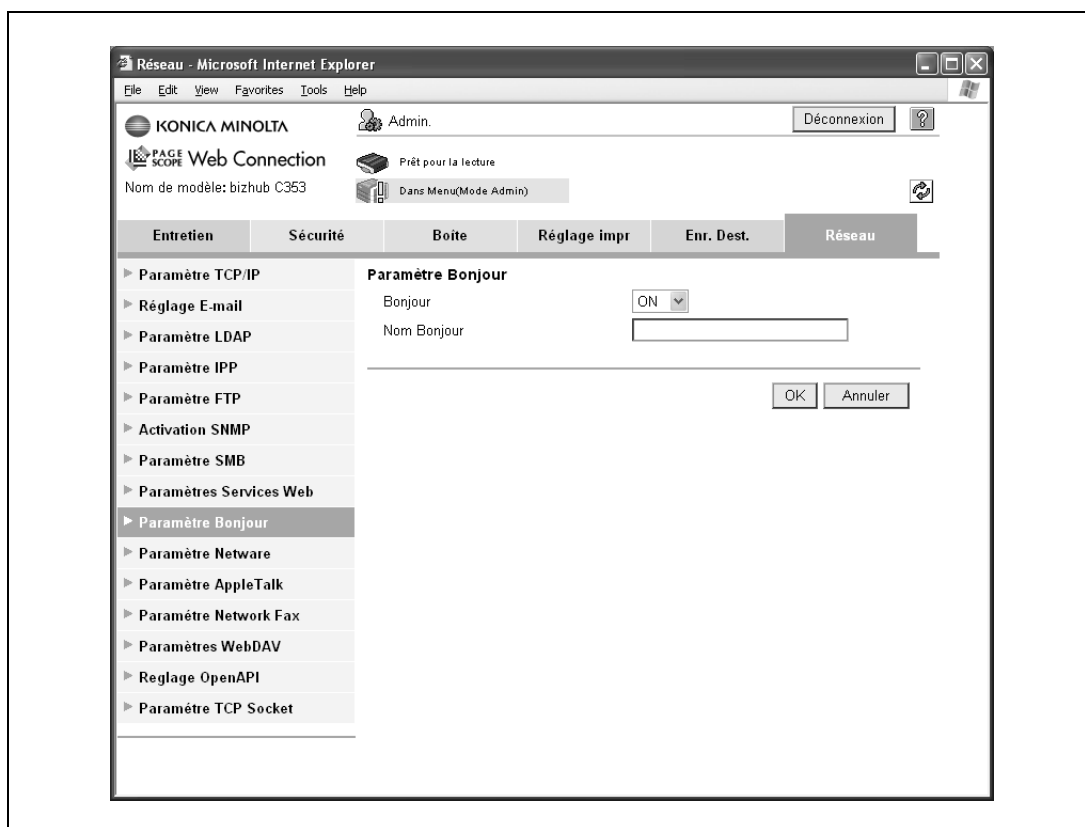 Réseau - Microsoft Internet Explorer
File Edit View Favorites Tools Help
KONICA MINOLTA
Admin.
Déconnexion
?
PAGE SCOPE Web Connection
Prêt pour la lecture
Nom de modèle: bizhub C353
Dans Menu(Mode Admin)
Entretien Sécurité Boîte Réglage impr Enr. Dest. Réseau
Paramètre TCP/IP
Réglage E-mail
Paramètre LDAP
Paramètre IPP
Paramètre FTP
Activation SNMP
Paramètre SMB
Paramètres Services Web
Paramètre Bonjour
Paramètre Netware
Paramètre AppleTalk
Paramétre Network Fax
Paramètres WebDAV
Reglage OpenAPI
Paramétre TCP Socket
Paramètre Bonjour
Bonjour ON
Nom Bonjour
OK Annuler